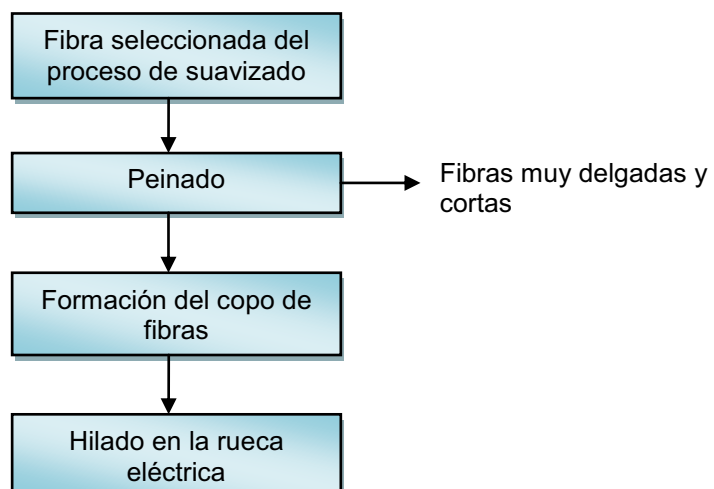 Fibra seleccionada del
proceso de suavizado
Peinado
Fibras muy delgadas y
cortas
Formación del copo de
fibras
Hilado en la rueca
eléctrica